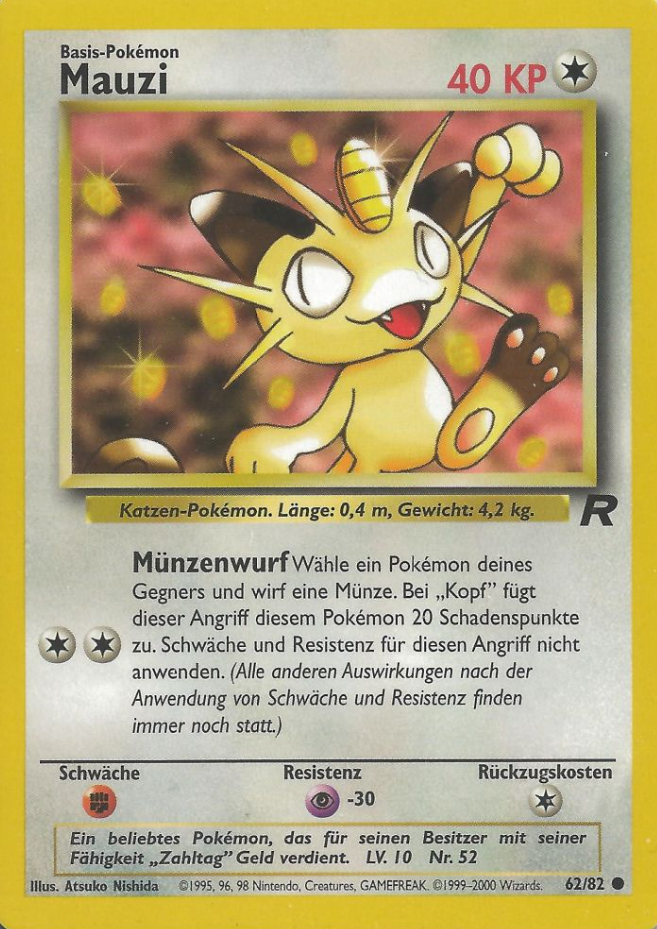 Basis-Pokémon
Mauzi
40 KP
Katzen-Pokémon. Länge: 0,4 m, Gewicht: 4,2 kg.
R
Münzenwurf Wähle ein Pokémon deines
Gegners und wirf eine Münze. Bei „Kopf” fügt
dieser Angriff diesem Pokémon 20 Schadenspunkte
zu. Schwäche und Resistenz für diesen Angriff nicht
anwenden. (Alle anderen Auswirkungen nach der
Anwendung von Schwäche und Resistenz finden
immer noch statt.)
Schwäche Resistenz Rückzugskosten
-30
Ein beliebtes Pokémon, das für seinen Besitzer mit seiner
Fähigkeit „Zahltag” Geld verdient. LV. 10 Nr. 52
Illus. Atsuko Nishida ©1995, 96, 98 Nintendo, Creatures, GAMEFREAK. ©1999-2000 Wizards. 62/82